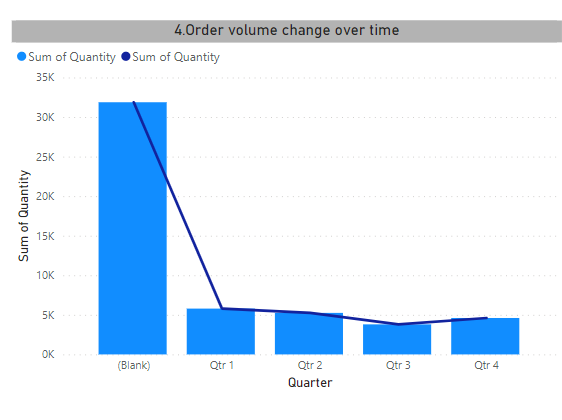 4.Order volume change over time
Sum of Quantity Sum of Quantity
35K
30K
25K
20K
15K
10K
5K
0K
Sum of Quantity
(Blank) Qtr 1 Qtr 2 Qtr 3 Qtr 4
Quarter